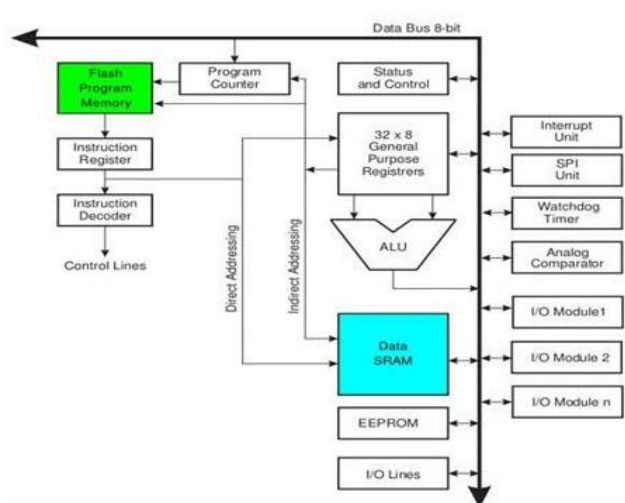 Data Bus 8-bit
Flash
Program
Memory
Program
Counter
Status
and Control
Instruction
Register
32 x 8
General
Purpose
Registrers
Interrupt
Unit
SPI
Unit
Instruction
Decoder
Watchdog
Timer
ALU
Control Lines
Direct Addressing
Indirect Addressing
Analog
Comparator
I/O Module1
Data
SRAM
I/O Module 2
I/O Module n
EEPROM
I/O Lines